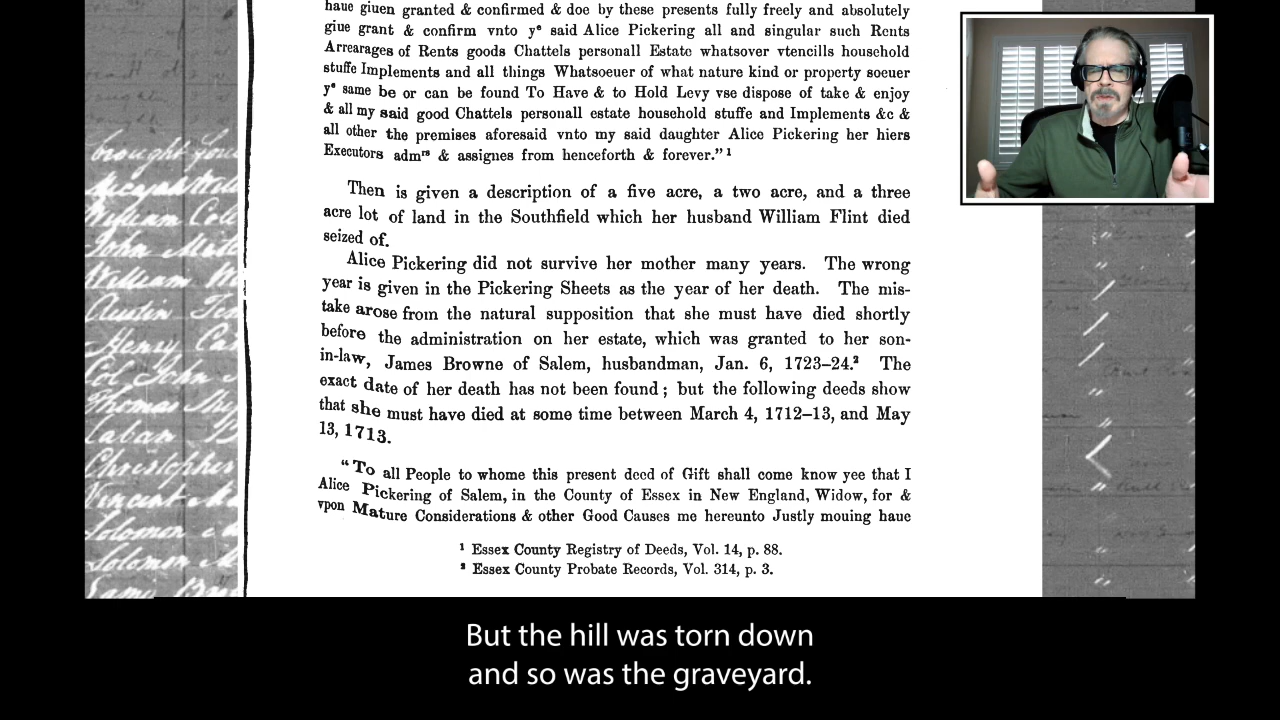 haue giuen granted & confirmed & doe by these presents fully freely and absolutely
giue grant & confirm vnto yᵉ said Alice Pickering all and singular such Rents
Arrearages of Rents goods Chattels personall Estate whatsover vtencills household
stuffe Implements and all things Whatsoeuer of what nature kind or property soeuer
yᵉ same be or can be found To Have & to Hold Levy vse dispose of take & enjoy
& all my said good Chattels personall estate household stuffe and Implements &c &
all other the premises aforesaid vnto my said daughter Alice Pickering her hiers
Executors admʳˢ & assignes from henceforth & forever." ¹
Then is given a description of a five acre, a two acre, and a three
acre lot of land in the Southfield which her husband William Flint died
seized of.
Alice Pickering did not survive her mother many years. The wrong
year is given in the Pickering Sheets as the year of her death. The mis-
take arose from the natural supposition that she must have died shortly
before the administration on her estate, which was granted to her son-
in-law, James Browne of Salem, husbandman, Jan. 6, 1723–24.² The
exact date of her death has not been found; but the following deeds show
that she must have died at some time between March 4, 1712–13, and May
13, 1713.
"To all People to whome this present deed of Gift shall come know yee that I
Alice Pickering of Salem, in the County of Essex in New England, Widow, for &
vpon Mature Considerations & other Good Causes me hereunto Justly mouing haue
¹ Essex County Registry of Deeds, Vol. 14, p. 88.
² Essex County Probate Records, Vol. 314, p. 3.
brought
William
John
William
Austin
Henry
John
Thomas
Christopher
Vincent
Solomon
Solomon
But the hill was torn down
and so was the graveyard.